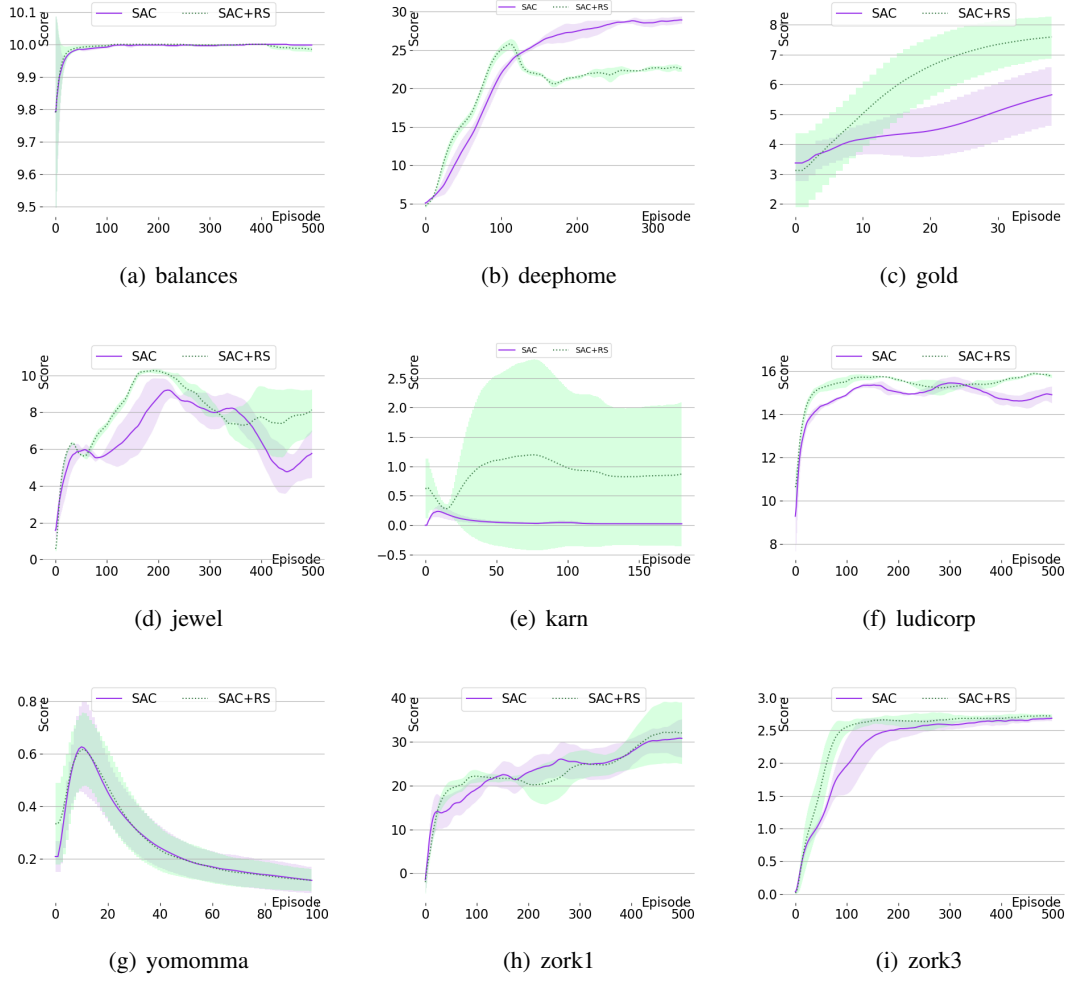 SAC SAC+RS
Score
10.1
10.0
9.9
9.8
9.7
9.6
9.5
0 100 200 300 400 500
Episode
(a) balances
SAC SAC+RS
Score
30
25
20
15
10
5
0 100 200 300
Episode
(b) deephome
SAC SAC+RS
Score
8
7
6
5
4
3
2
0 10 20 30
Episode
(c) gold
SAC SAC+RS
Score
10
8
6
4
2
0
0 100 200 300 400 500
Episode
(d) jewel
SAC SAC+RS
Score
2.5
2.0
1.5
1.0
0.5
0.0
−0.5
0 50 100 150
Episode
(e) karn
SAC SAC+RS
Score
16
14
12
10
8
0 100 200 300 400 500
Episode
(f) ludicorp
SAC SAC+RS
Score
0.8
0.6
0.4
0.2
0 20 40 60 80 100
Episode
(g) yomomma
SAC SAC+RS
Score
40
30
20
10
0
0 100 200 300 400 500
Episode
(h) zork1
SAC SAC+RS
Score
3.0
2.5
2.0
1.5
1.0
0.5
0.0
0 100 200 300 400 500
Episode
(i) zork3